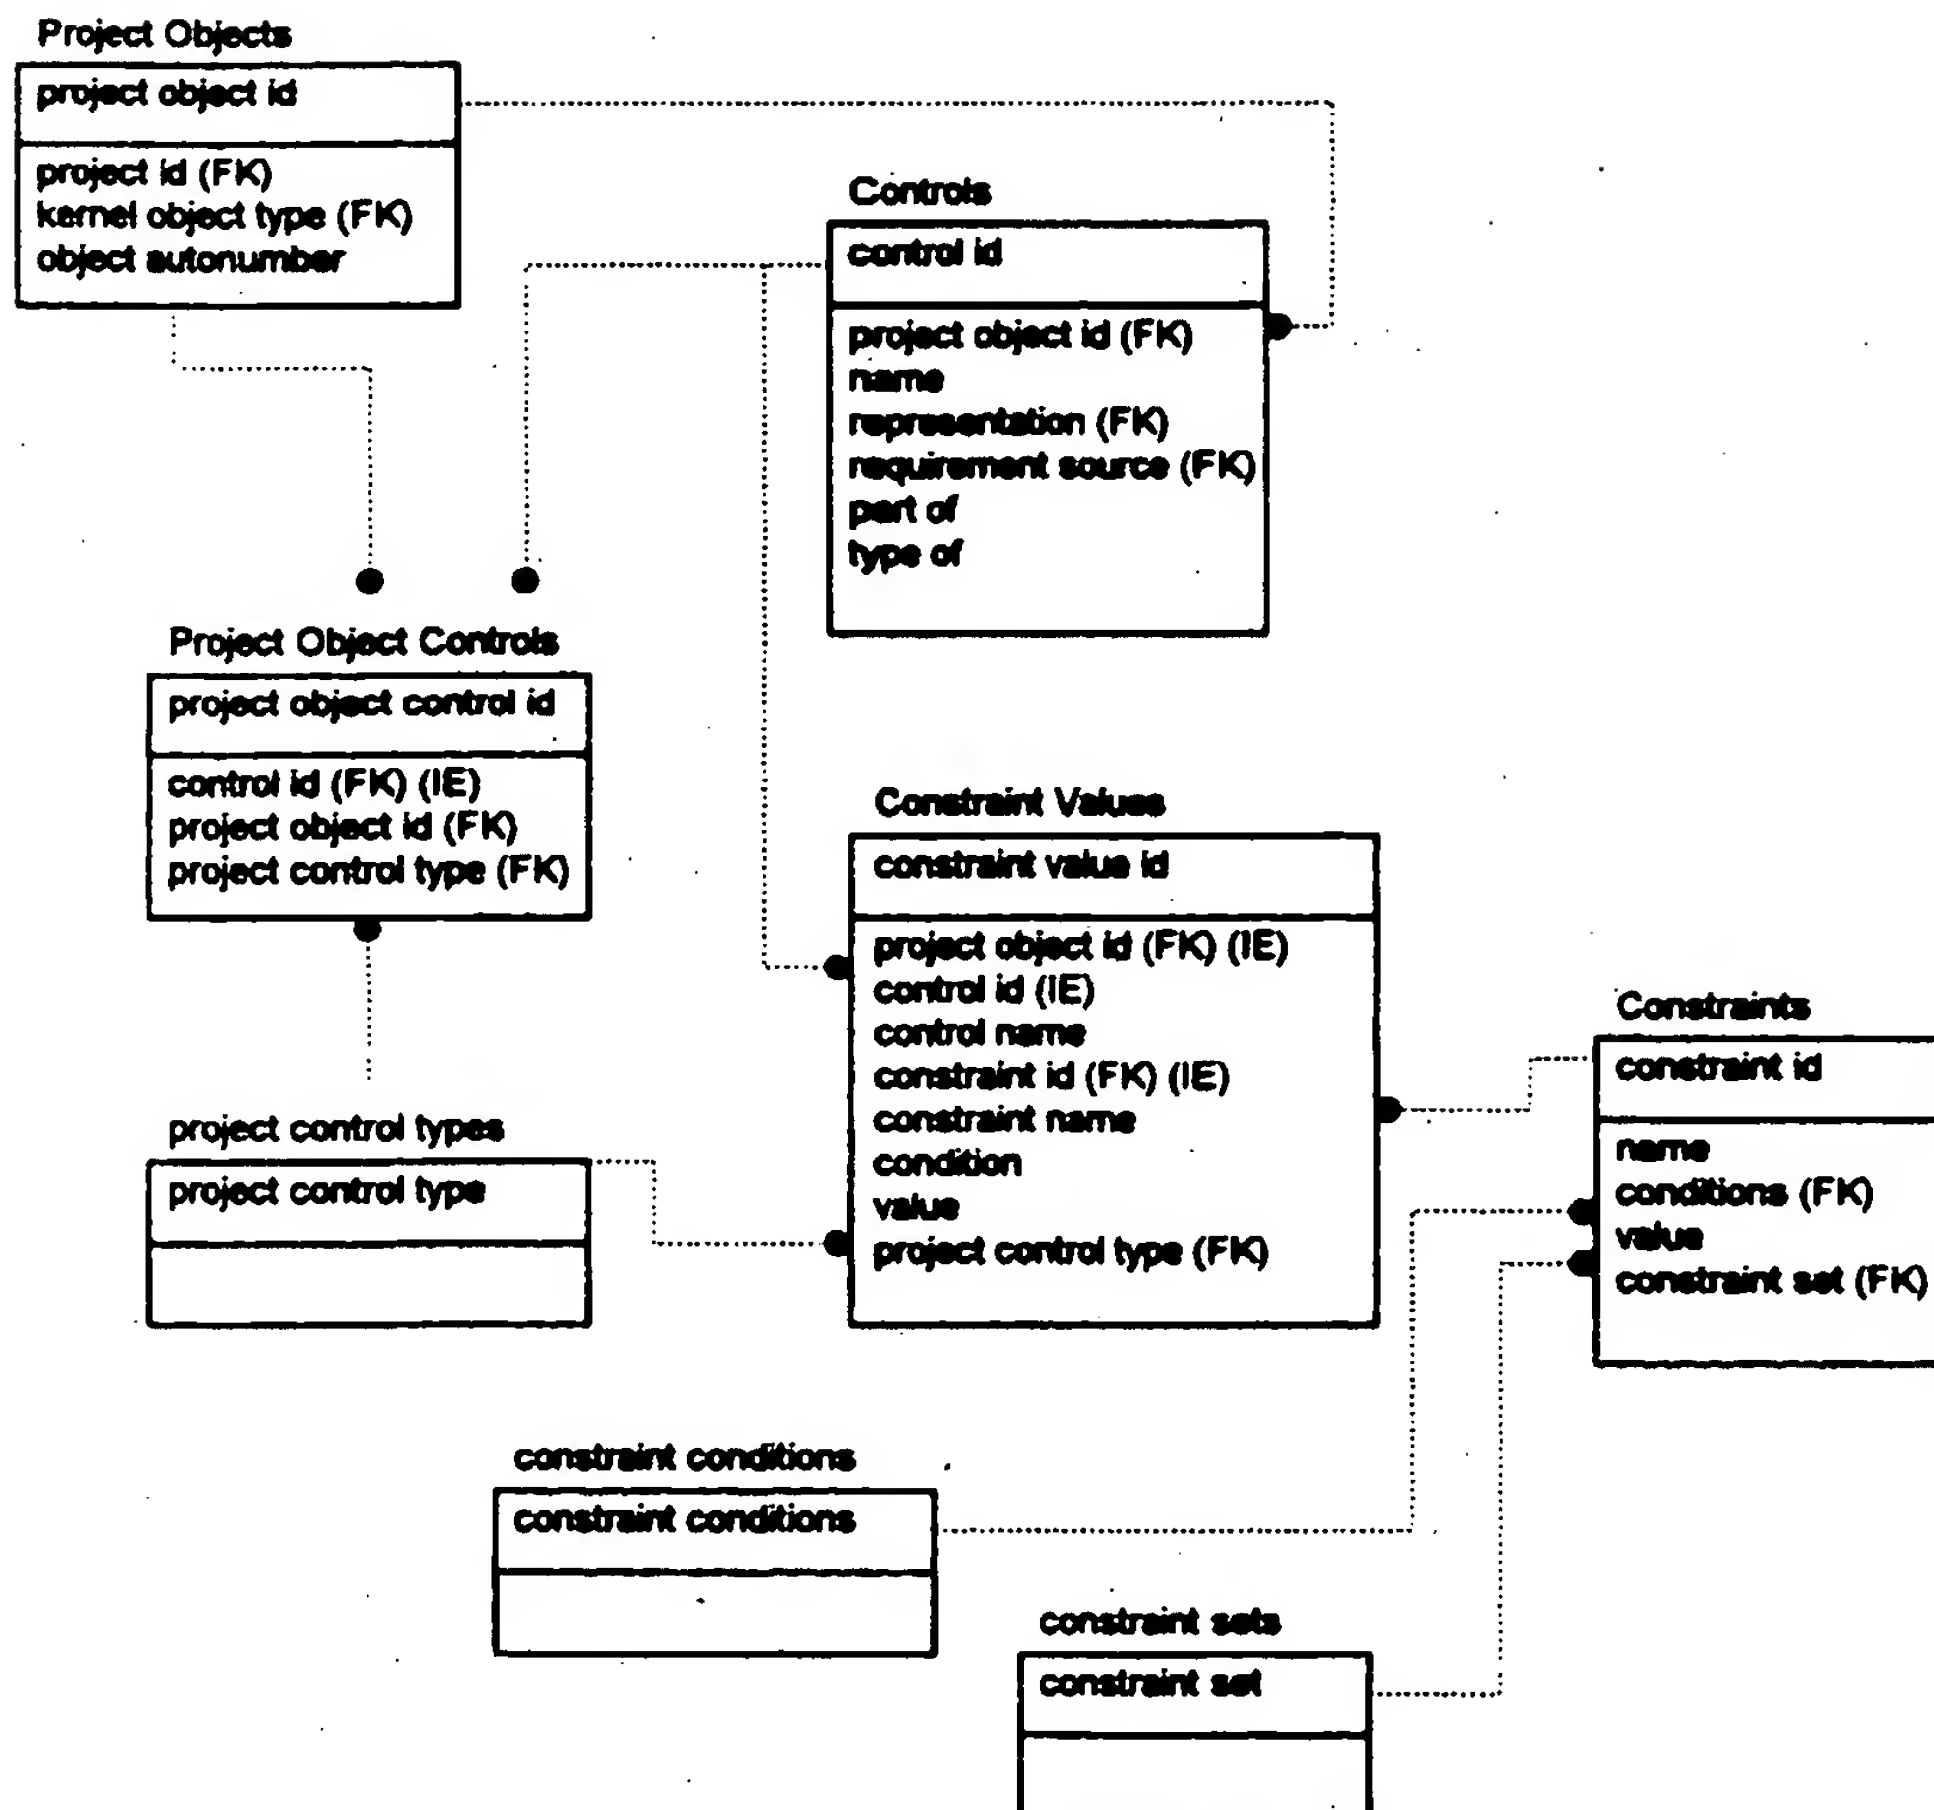 Project Objects
project object id
project id (FK)
kernel object type (FK)
object autonumber
Controls
control id
project object id (FK)
name
representation (FK)
requirement source (FK)
part of
type of
Project Object Controls
project object control id
control id (FK) (IE)
project object id (FK)
project control type (FK)
Constraint Values
constraint value id
project object id (FK) (IE)
control id (IE)
control name
constraint id (FK) (IE)
constraint name
condition
value
project control type (FK)
Constraints
constraint id
name
conditions (FK)
value
constraint set (FK)
project control types
project control type
constraint conditions
constraint conditions
constraint sets
constraint set